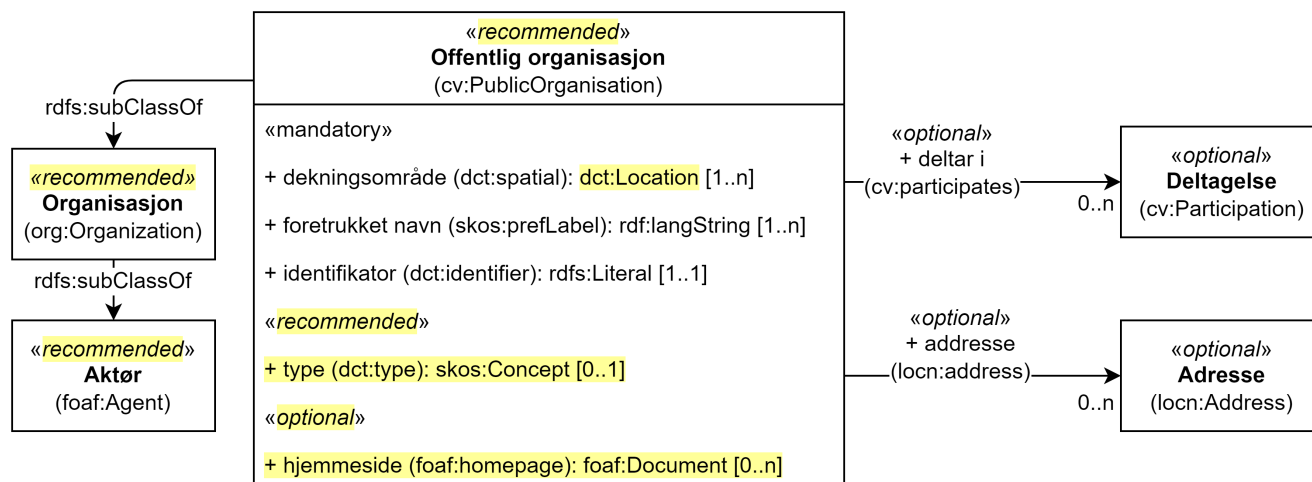 «recommended»
Offentlig organisasjon
(cv:PublicOrganisation)
«mandatory»
+ dekningsområde (dct:spatial): dct:Location [1..n]
+ foretrukket navn (skos:prefLabel): rdf:langString [1..n]
+ identifikator (dct:identifier): rdfs:Literal [1..1]
«recommended»
+ type (dct:type): skos:Concept [0..1]
«optional»
+ hjemmeside (foaf:homepage): foaf:Document [0..n]
rdfs:subClassOf
«recommended»
Organisasjon
(org:Organization)
rdfs:subClassOf
«recommended»
Aktør
(foaf:Agent)
«optional»
+ deltar i
(cv:participates)
0..n
«optional»
Deltagelse
(cv:Participation)
«optional»
+ addresse
(locn:address)
0..n
«optional»
Adresse
(locn:Address)